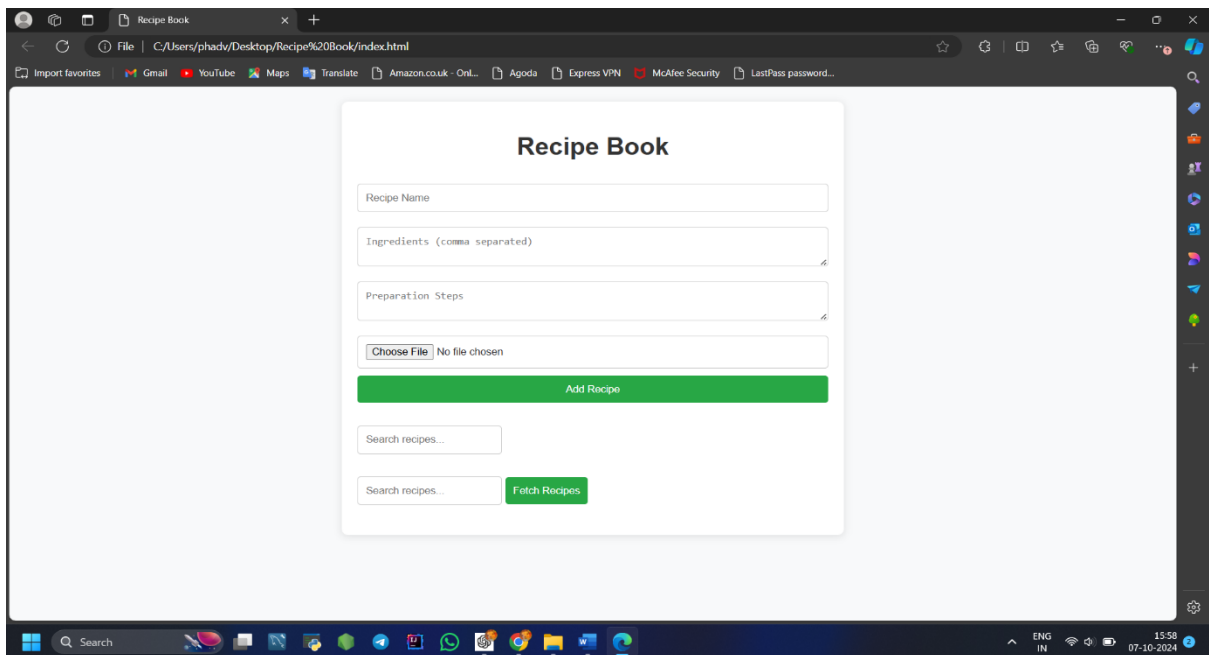 Recipe Book
File C:/Users/phadv/Desktop/Recipe%20Book/index.html
Import favorites Gmail YouTube Maps Translate Amazon.co.uk - Onl... Agoda Express VPN McAfee Security LastPass password...
Recipe Book
Recipe Name
Ingredients (comma separated)
Preparation Steps
Choose File No file chosen
Add Recipe
Search recipes...
Search recipes... Fetch Recipes
Search ENG 15:58
IN 07-10-2024 2